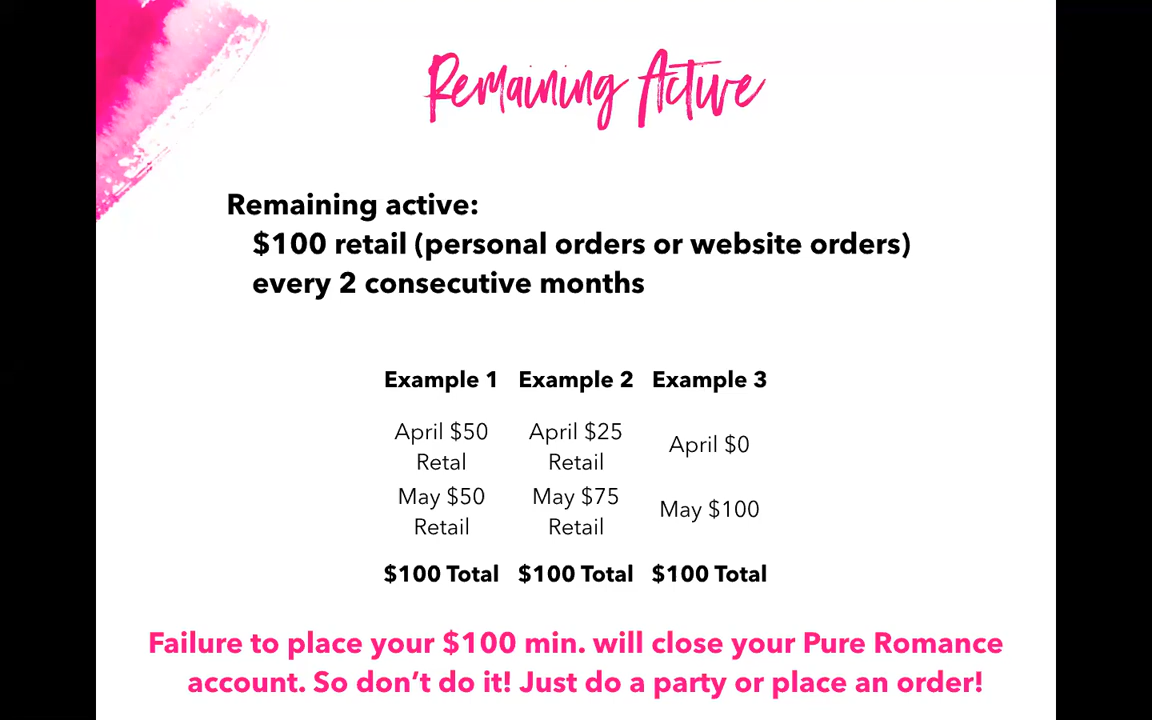 Remaining Active
Remaining active:
$100 retail (personal orders or website orders)
every 2 consecutive months
Example 1 Example 2 Example 3
April $50 April $25 April $0
Retal Retail
May $50 May $75 May $100
Retail Retail
$100 Total $100 Total $100 Total
Failure to place your $100 min. will close your Pure Romance
account. So don't do it! Just do a party or place an order!